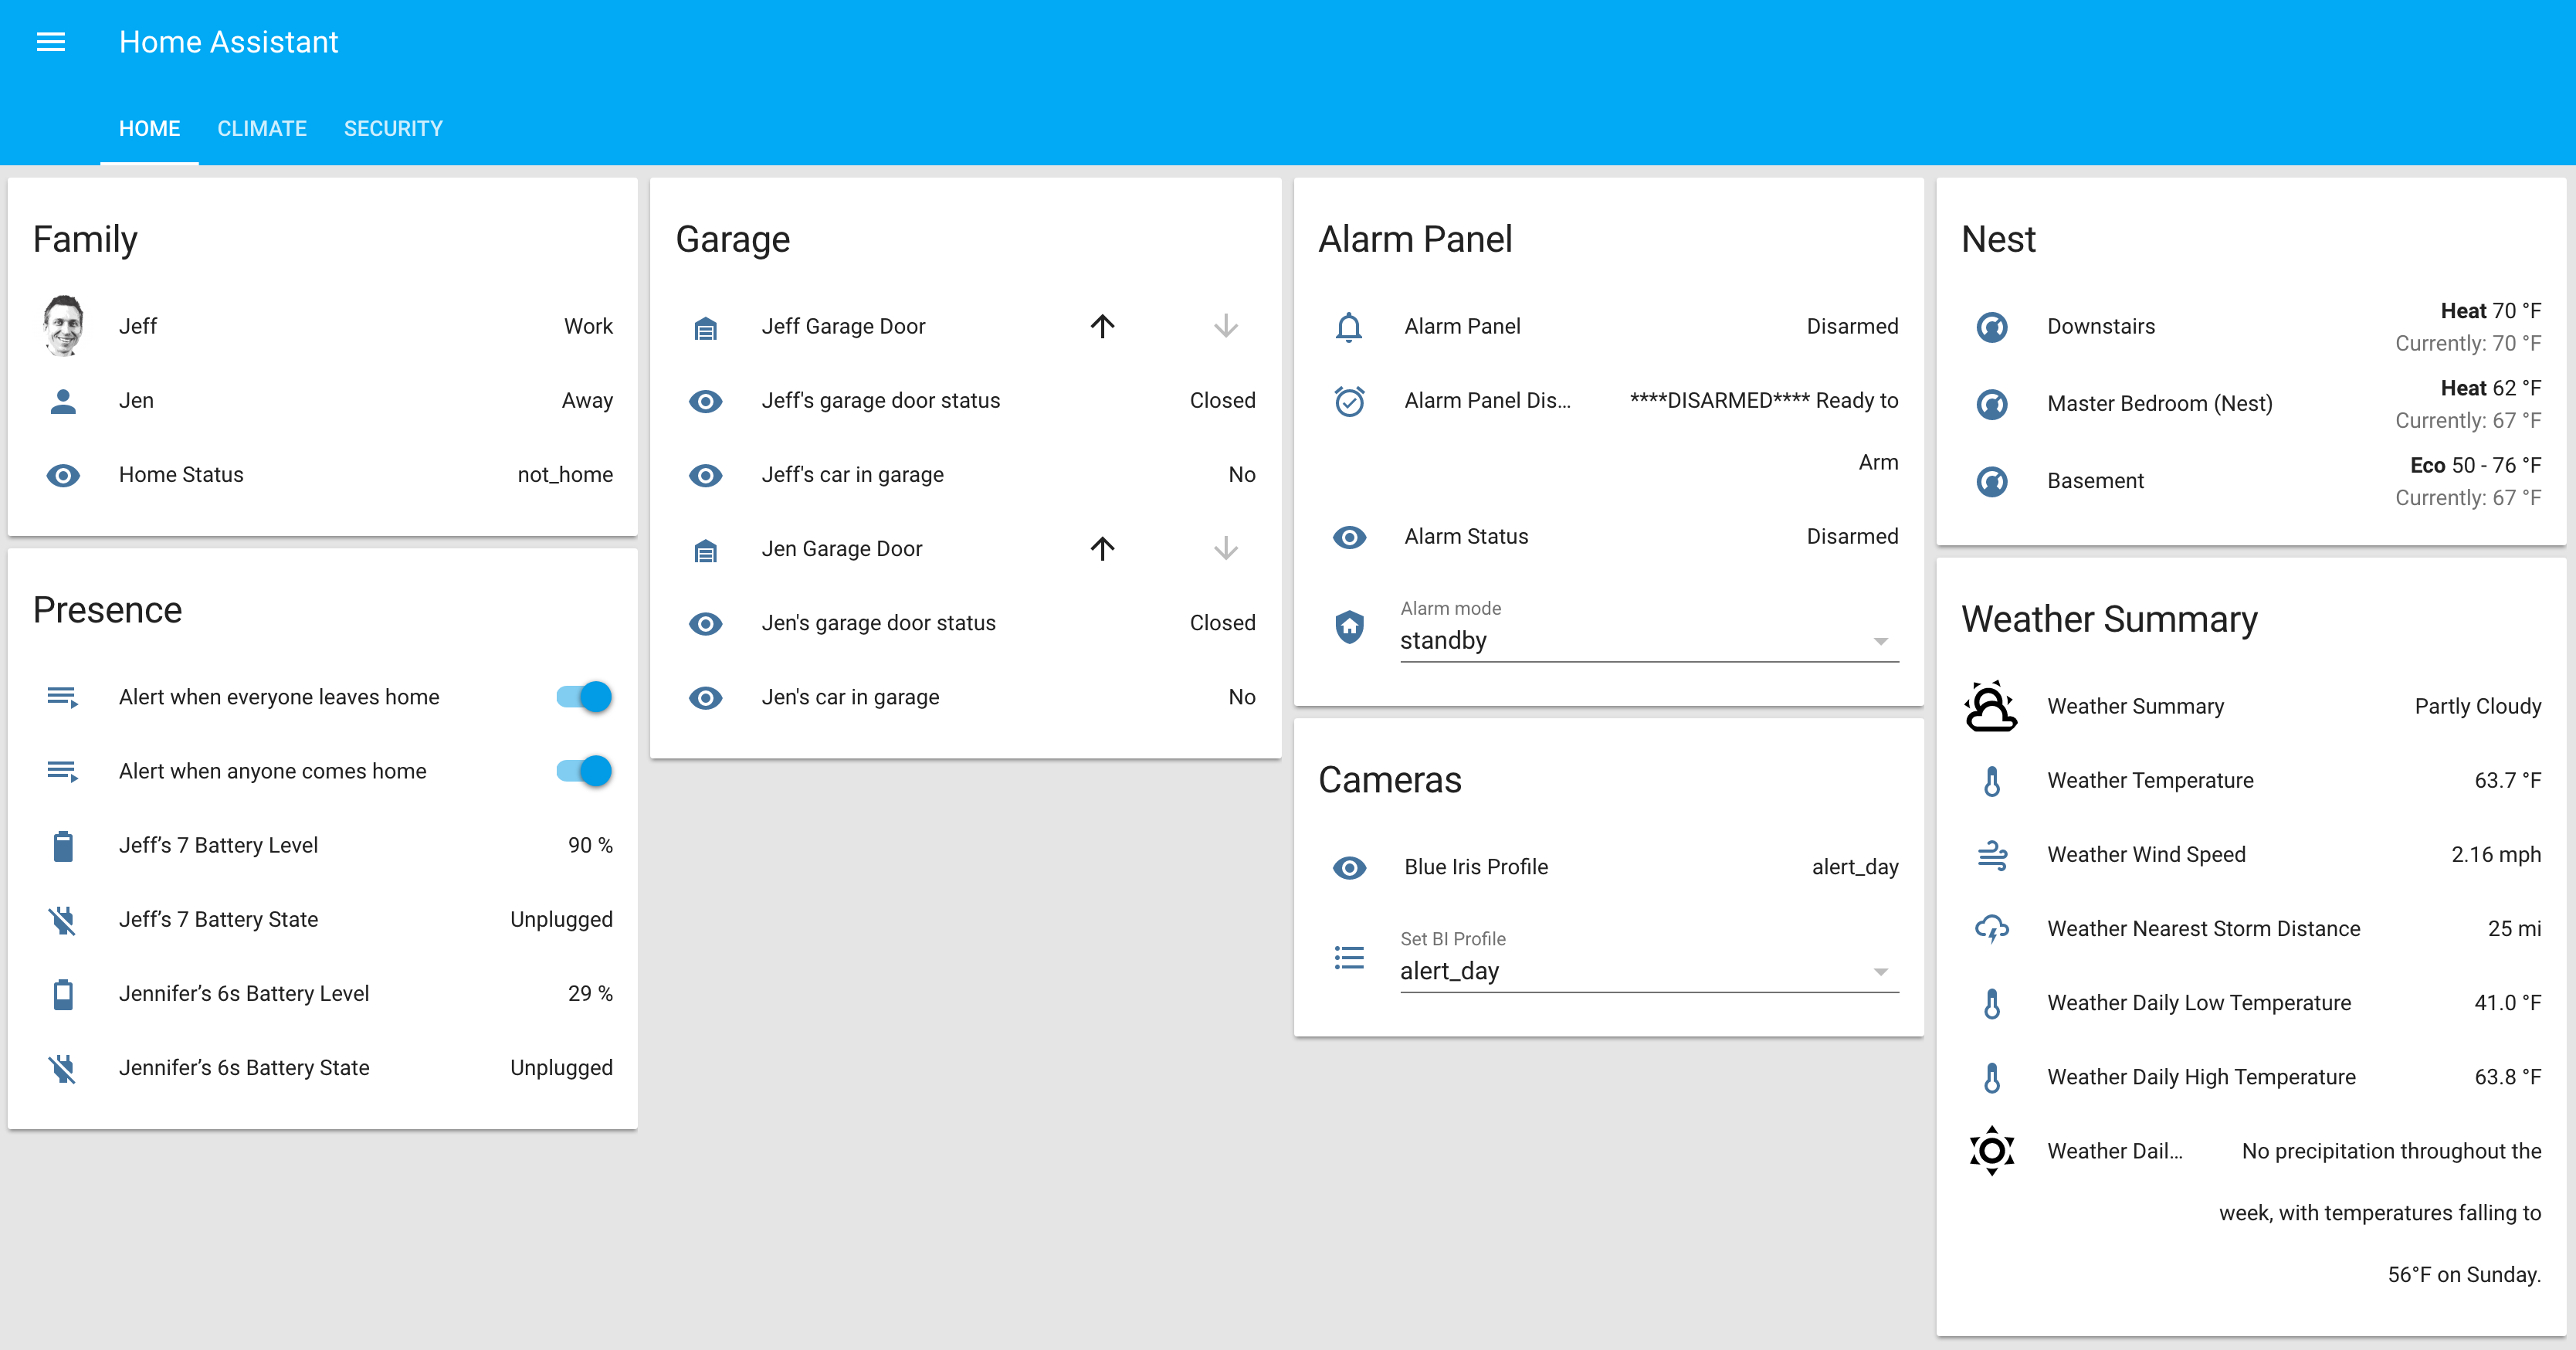 Home Assistant
HOME CLIMATE SECURITY
Family
Jeff Work
Jen Away
Home Status not_home
Presence
Alert when everyone leaves home
Alert when anyone comes home
Jeff’s 7 Battery Level 90 %
Jeff’s 7 Battery State Unplugged
Jennifer’s 6s Battery Level 29 %
Jennifer’s 6s Battery State Unplugged
Garage
Jeff Garage Door
Jeff's garage door status Closed
Jeff's car in garage No
Jen Garage Door
Jen's garage door status Closed
Jen's car in garage No
Alarm Panel
Alarm Panel Disarmed
Alarm Panel Dis... ****DISARMED**** Ready to
Arm
Alarm Status Disarmed
Alarm mode
standby
Cameras
Blue Iris Profile alert_day
Set BI Profile
alert_day
Nest
Downstairs Heat 70 °F
Currently: 70 °F
Master Bedroom (Nest) Heat 62 °F
Currently: 67 °F
Basement Eco 50 - 76 °F
Currently: 67 °F
Weather Summary
Weather Summary Partly Cloudy
Weather Temperature 63.7 °F
Weather Wind Speed 2.16 mph
Weather Nearest Storm Distance 25 mi
Weather Daily Low Temperature 41.0 °F
Weather Daily High Temperature 63.8 °F
Weather Dail... No precipitation throughout the
week, with temperatures falling to
56°F on Sunday.